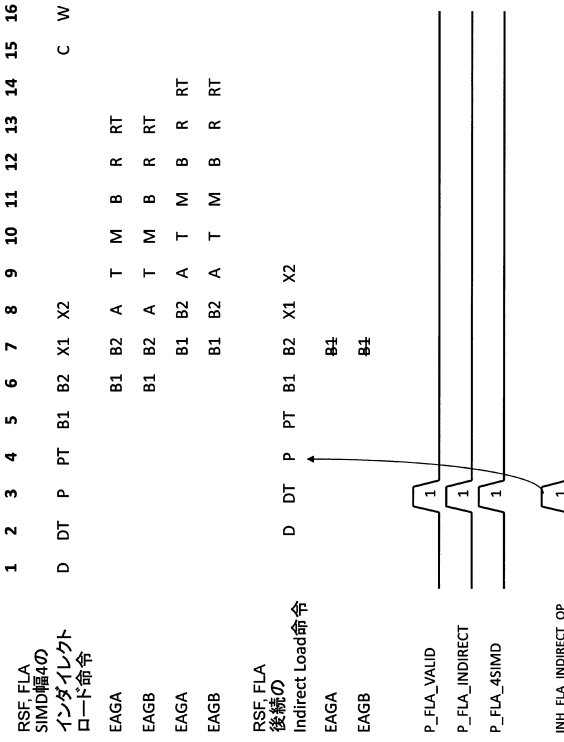 1 2 3 4 5 6 7 8 9 10 11 12 13 14 15 16
RSF, FLA
SIMD幅4の
インダイレクト
ロード命令
D DT P PT B1 B2 X1 X2 C W
EAGA B1 B2 A T M B R RT
EAGB B1 B2 A T M B R RT
EAGA B1 B2 A T M B R RT
EAGB B1 B2 A T M B R RT
RSF, FLA
後続の
Indirect Load命令
D DT P PT B1 B2 X1 X2
EAGA B1
EAGB B1
P_FLA_VALID 1
P_FLA_INDIRECT 1
P_FLA_4SIMD 1
INH_FLA_INDIRECT_OP 1